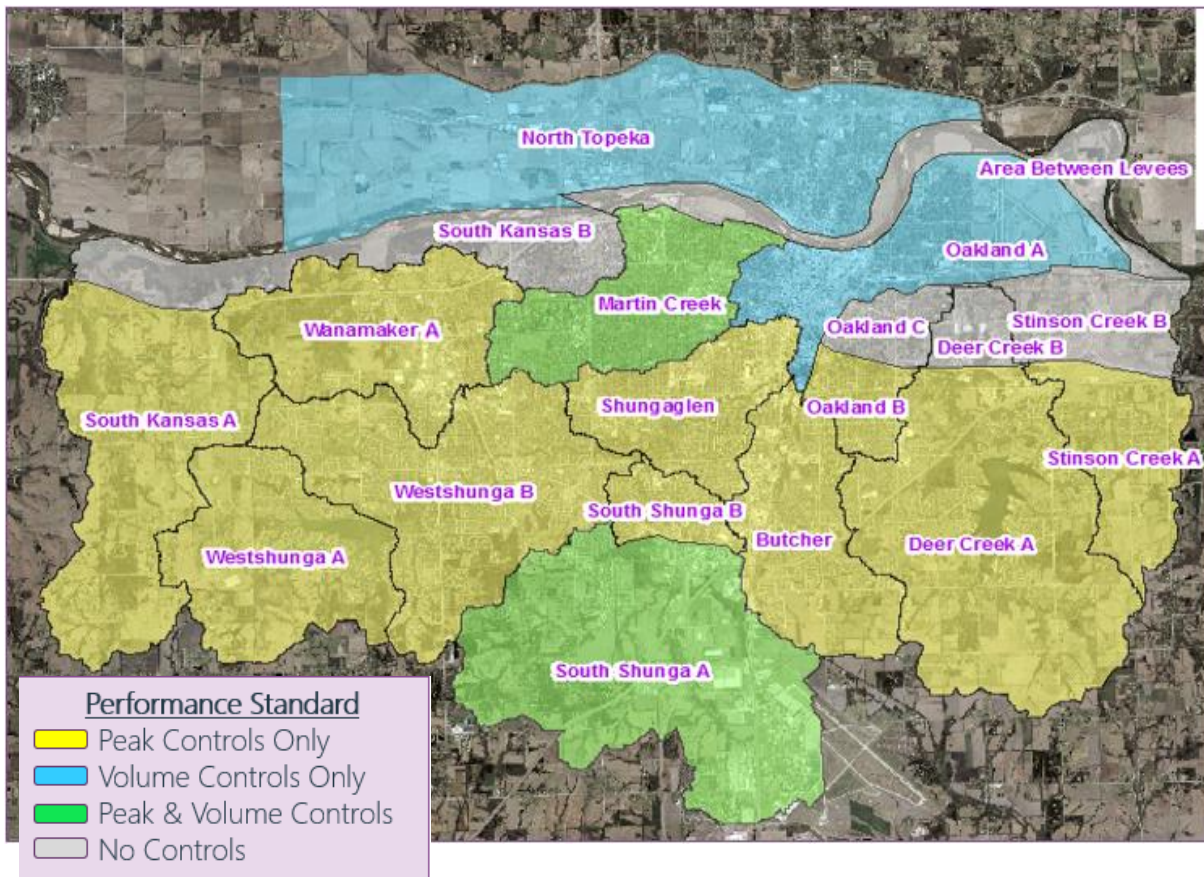 North Topeka
Area Between Levees
South Kansas B
Oakland A
Martin Creek
Wanamaker A
Oakland C
Stinson Creek B
Deer Creek B
Shungaglen
Oakland B
South Kansas A
Stinson Creek A
Westshunga B
South Shunga B
Butcher
Deer Creek A
Westshunga A
South Shunga A
Performance Standard
Peak Controls Only
Volume Controls Only
Peak & Volume Controls
No Controls